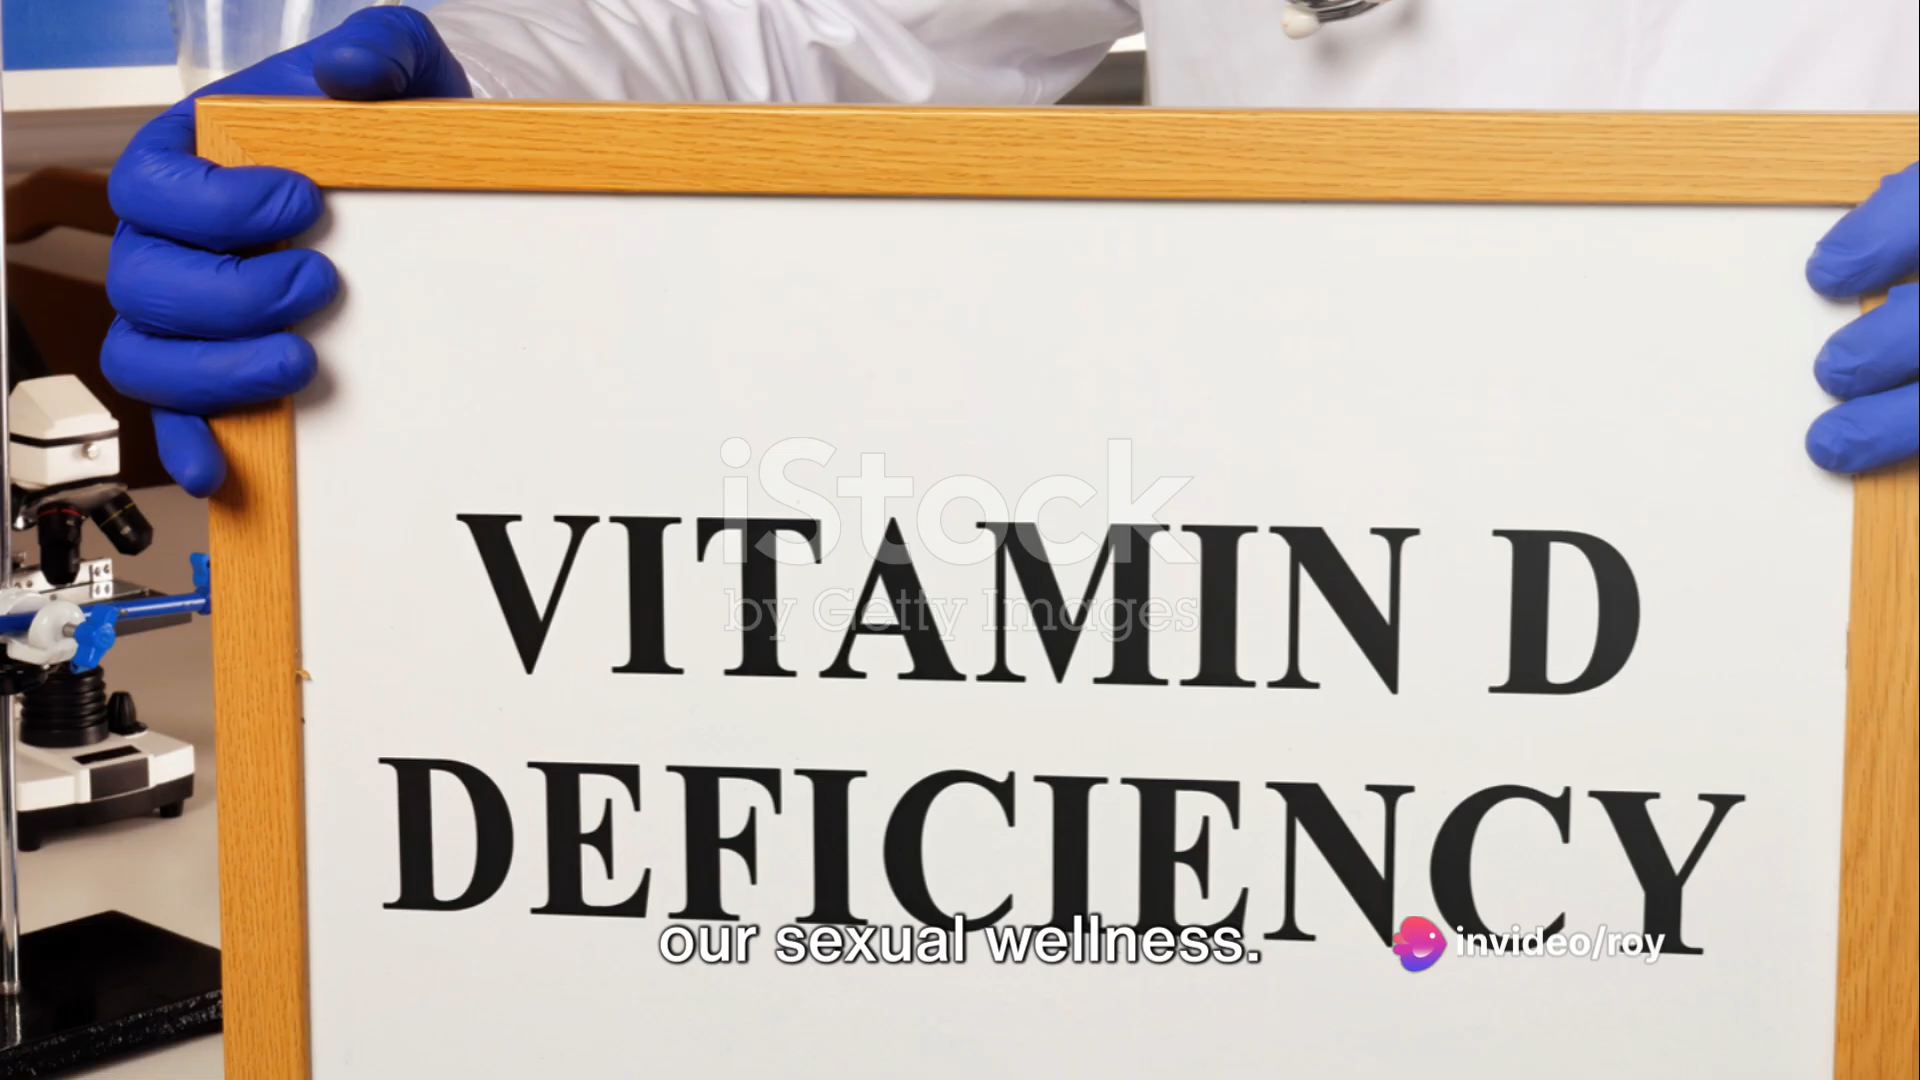 iStock
by Getty Images
VITAMIN D
DEFICIENCY
our sexual wellness.
invideo/roy